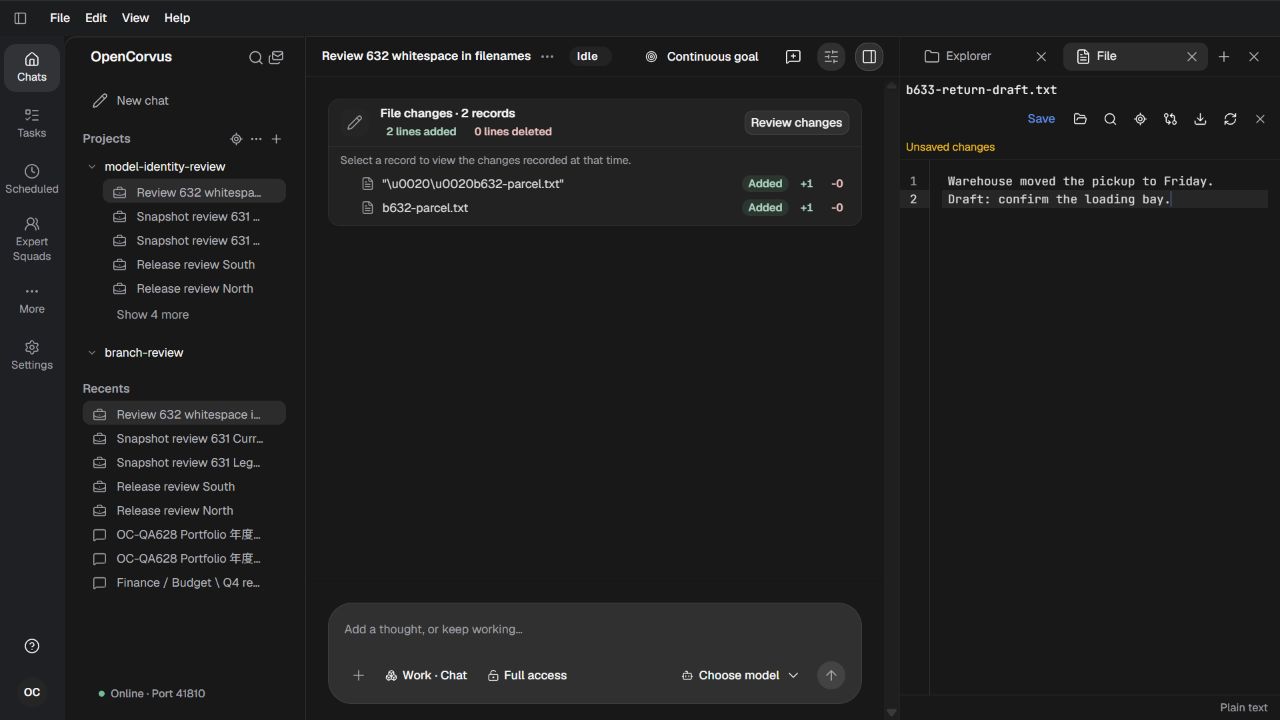 File Edit View Help
Chats
Tasks
Scheduled
Expert
Squads
More
Settings
OC
OpenCorvus
New chat
Projects
model-identity-review
Review 632 whitespa...
Snapshot review 631 ...
Snapshot review 631 ...
Release review South
Release review North
Show 4 more
branch-review
Recents
Review 632 whitespace i...
Snapshot review 631 Curr...
Snapshot review 631 Leg...
Release review South
Release review North
OC-QA628 Portfolio 年度...
OC-QA628 Portfolio 年度...
Finance / Budget \ Q4 re...
Online · Port 41810
Review 632 whitespace in filenames ··· Idle Continuous goal
File changes · 2 records
2 lines added 0 lines deleted
Review changes
Select a record to view the changes recorded at that time.
"\u0020\u0020b632-parcel.txt" Added +1 -0
b632-parcel.txt Added +1 -0
Add a thought, or keep working...
Work · Chat Full access Choose model
Explorer File
b633-return-draft.txt
Save
Unsaved changes
1 Warehouse moved the pickup to Friday.
2 Draft: confirm the loading bay.
Plain text